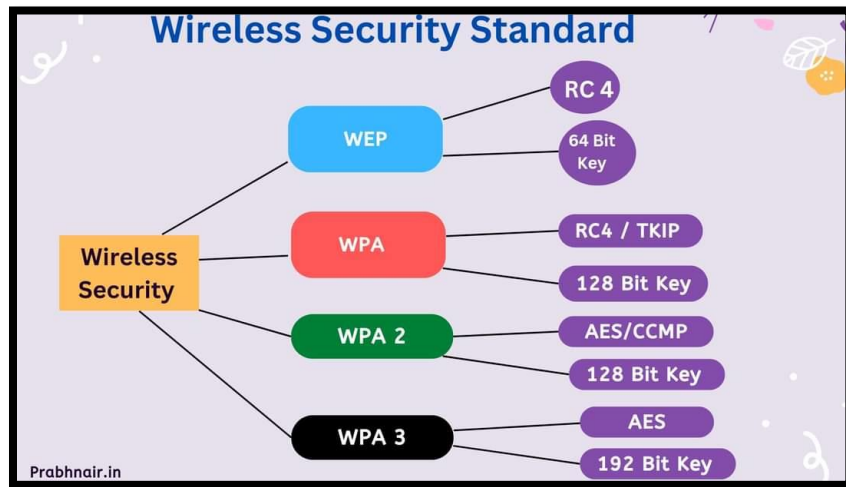 Wireless Security Standard
Wireless
Security
WEP
RC 4
64 Bit
Key
WPA
RC4 / TKIP
128 Bit Key
WPA 2
AES/CCMP
128 Bit Key
WPA 3
AES
192 Bit Key
Prabhnair.in